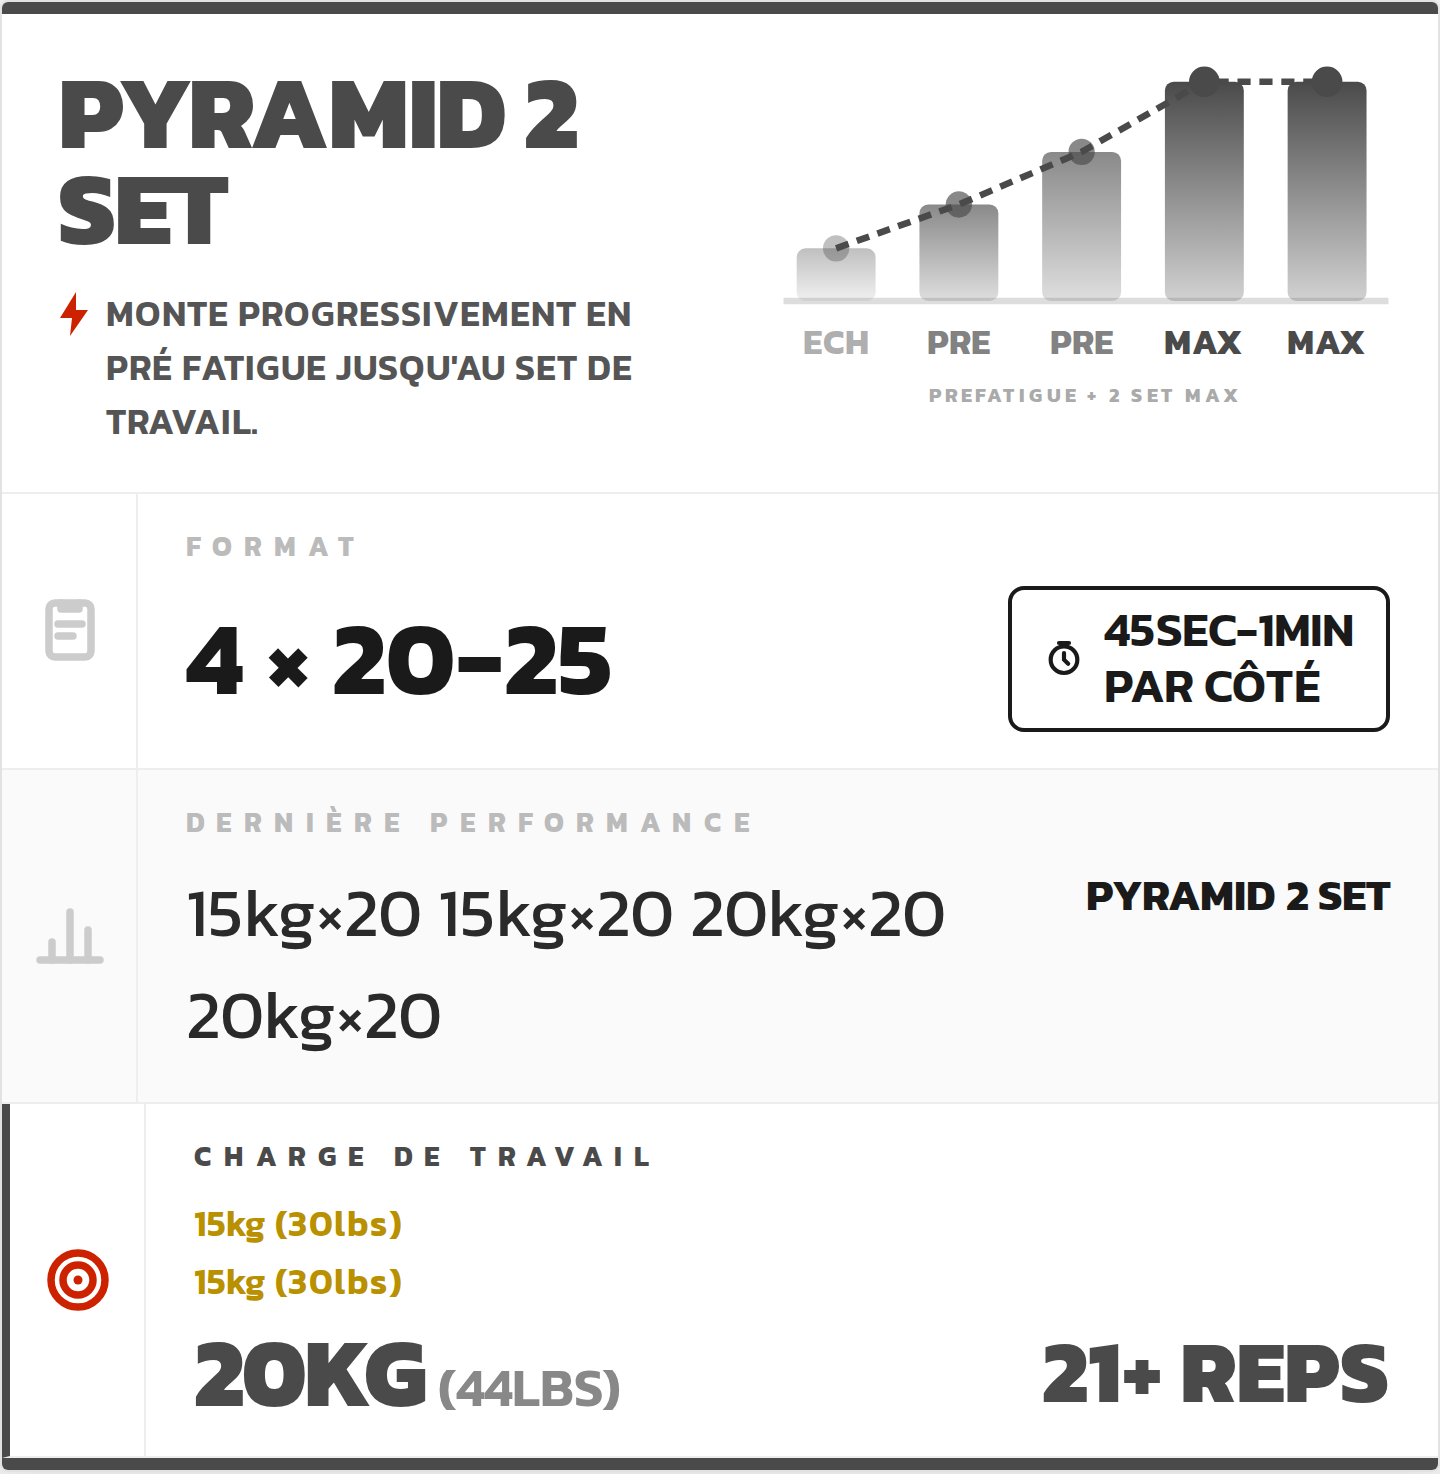 PYRAMID 2
SET
MONTE PROGRESSIVEMENT EN
PRÉ FATIGUE JUSQU'AU SET DE
TRAVAIL.
ECH PRE PRE MAX MAX
PREFATIGUE + 2 SET MAX
FORMAT
4 × 20–25
45SEC–1MIN
PAR CÔTÉ
DERNIÈRE PERFORMANCE
15kg×20 15kg×20 20kg×20
20kg×20
PYRAMID 2 SET
CHARGE DE TRAVAIL
15kg (30lbs)
15kg (30lbs)
20KG (44LBS)
21+ REPS